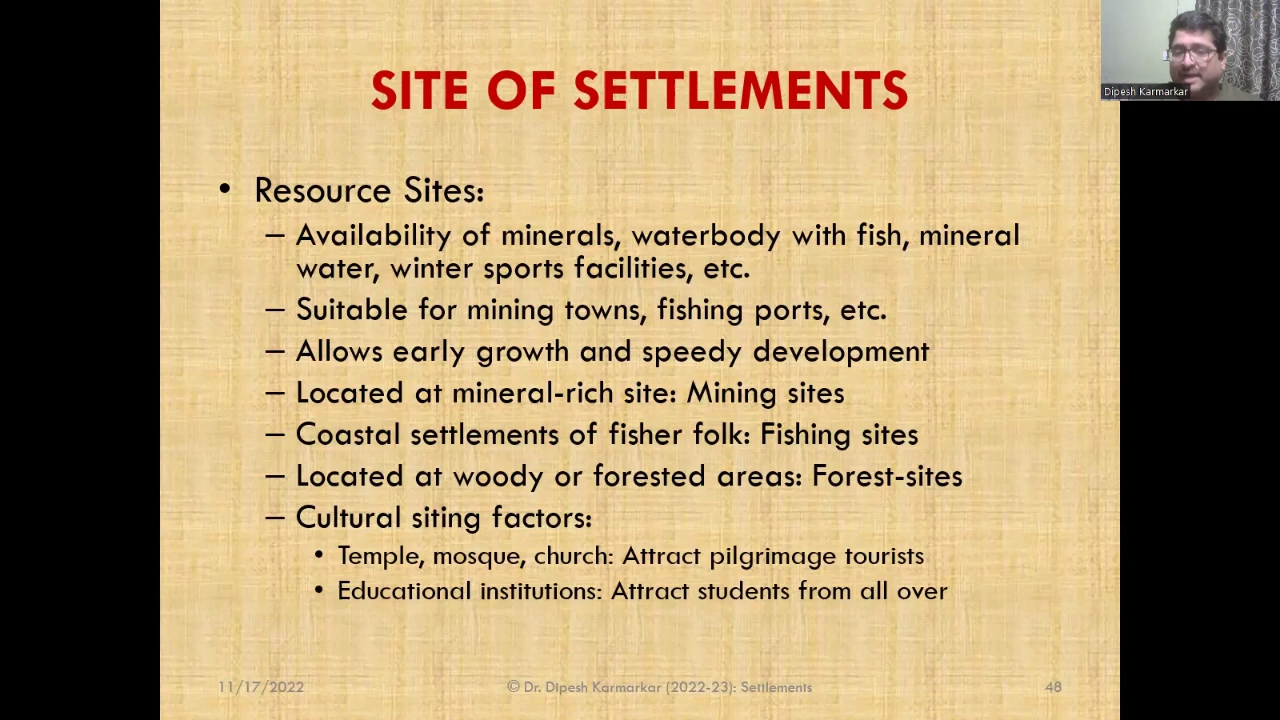 SITE OF SETTLEMENTS
Dipesh Karmarkar
• Resource Sites:
– Availability of minerals, waterbody with fish, mineral
water, winter sports facilities, etc.
– Suitable for mining towns, fishing ports, etc.
– Allows early growth and speedy development
– Located at mineral-rich site: Mining sites
– Coastal settlements of fisher folk: Fishing sites
– Located at woody or forested areas: Forest-sites
– Cultural siting factors:
• Temple, mosque, church: Attract pilgrimage tourists
• Educational institutions: Attract students from all over
11/17/2022 © Dr. Dipesh Karmarkar (2022-23): Settlements 48